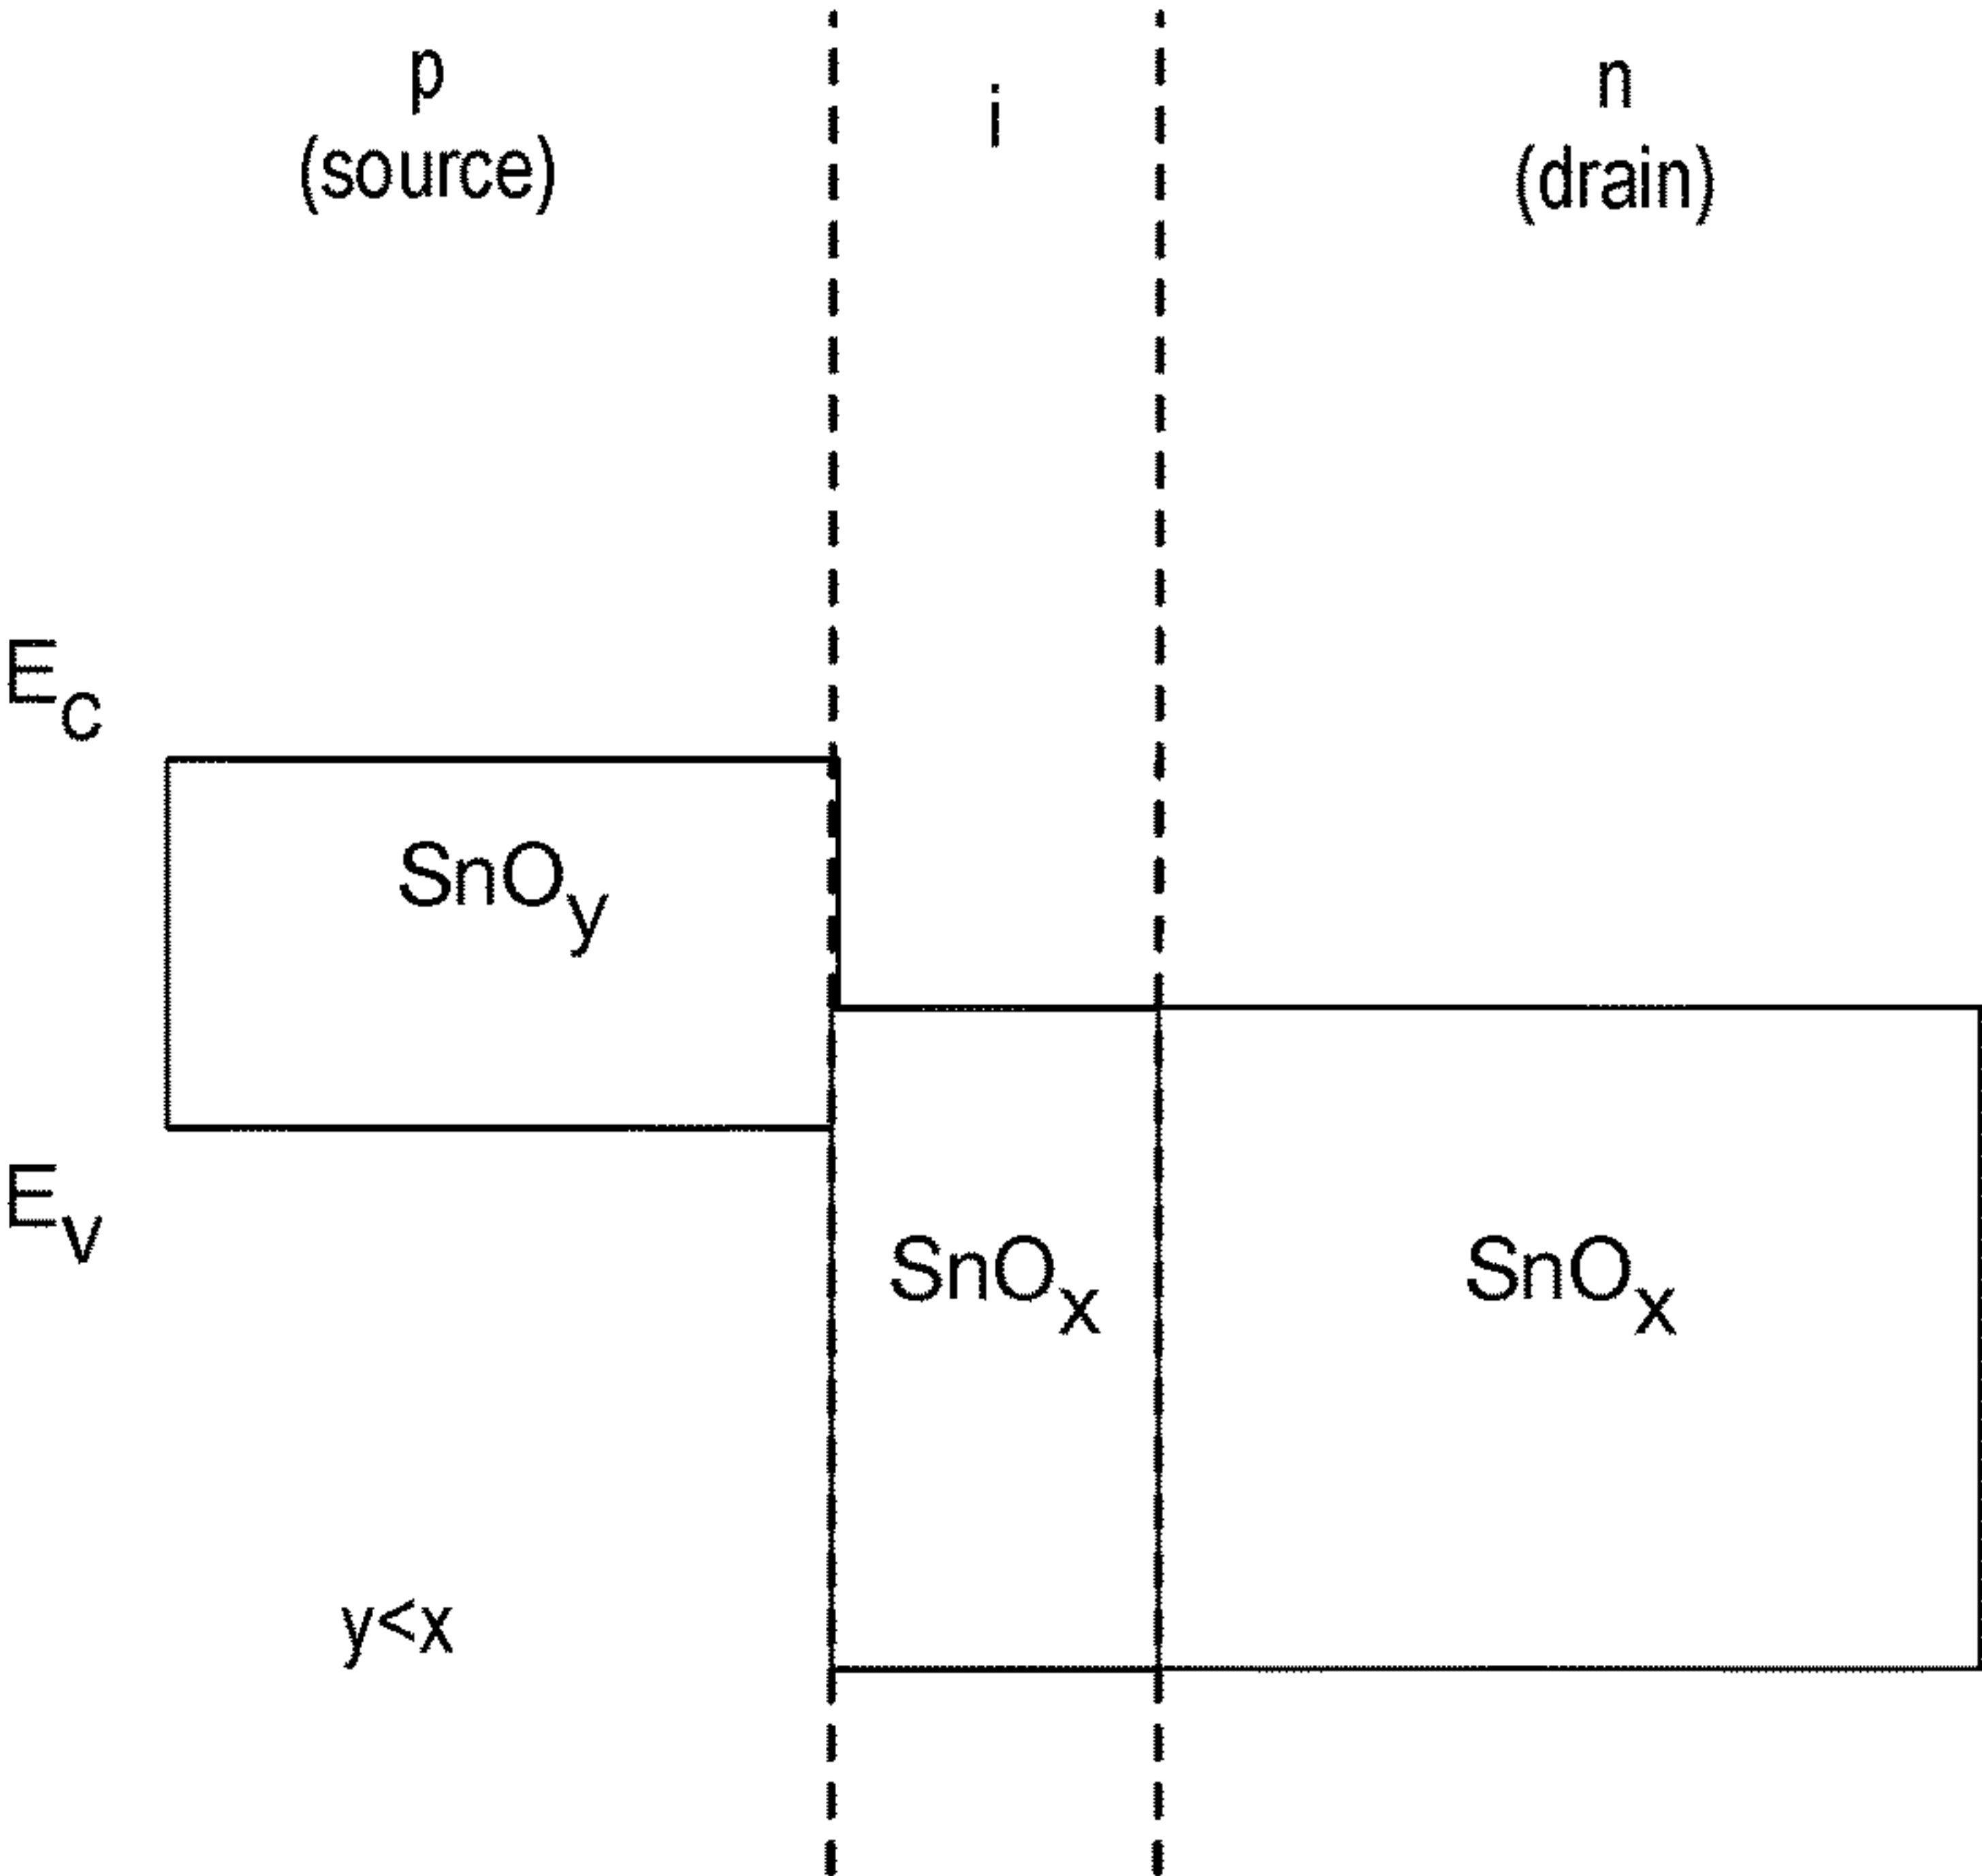 p
(source)
i
n
(drain)
E_C
SnO_y
E_V
SnO_x
SnO_x
y<x